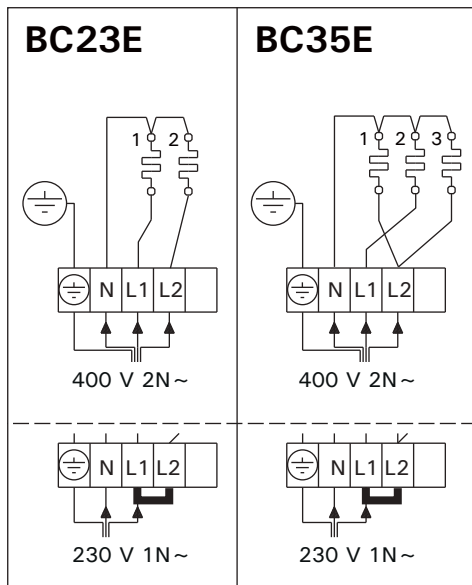 BC23E
1 2
N L1 L2
400 V 2N~
N L1 L2
230 V 1N~
BC35E
1 2 3
N L1 L2
400 V 2N~
N L1 L2
230 V 1N~